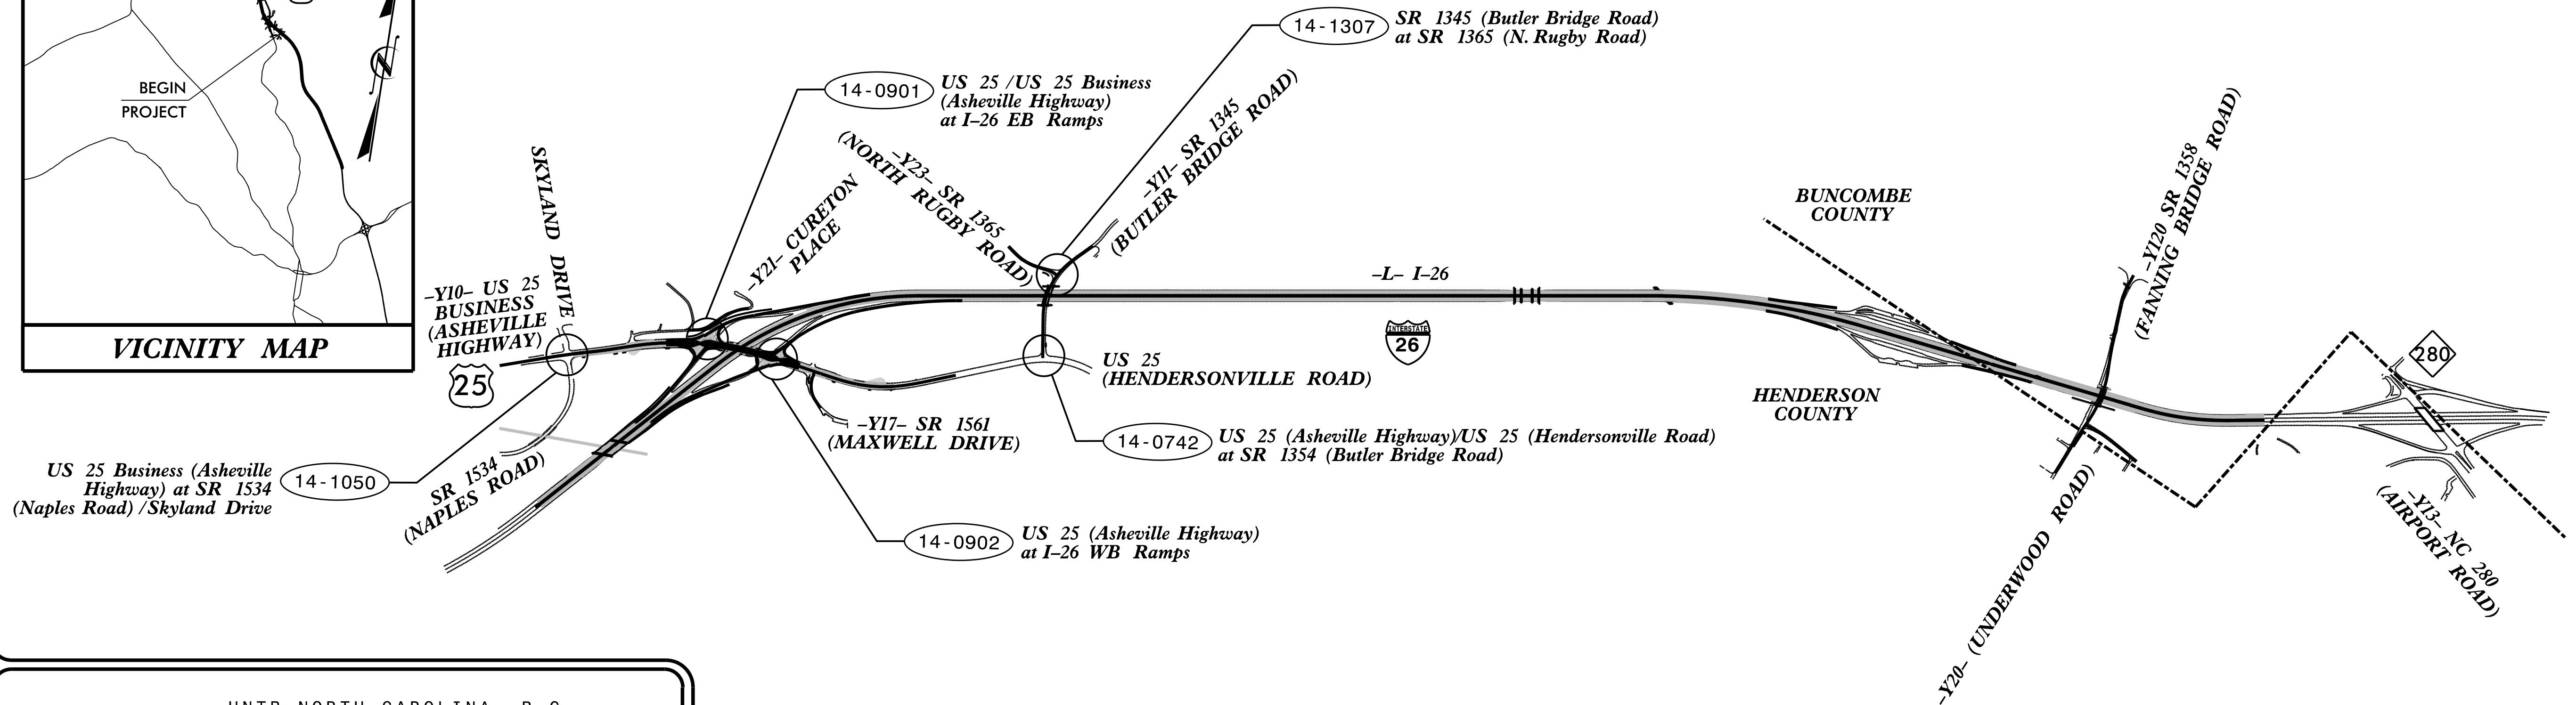 BEGIN
PROJECT
VICINITY MAP
14-1307
SR 1345 (Butler Bridge Road)
at SR 1365 (N. Rugby Road)
14-0901
US 25 /US 25 Business
(Asheville Highway)
at I-26 EB Ramps
SKYLAND DRIVE
-Y10- US 25
BUSINESS
(ASHEVILLE
HIGHWAY)
25
-Y21- CURETON
PLACE
-Y23- SR 1365
(NORTH RUGBY ROAD)
-Y11- SR 1345
(BUTLER BRIDGE ROAD)
-L- I-26
INTERSTATE
26
BUNCOMBE
COUNTY
HENDERSON
COUNTY
-Y120 SR 1358
(FANNING BRIDGE ROAD)
280
US 25
(HENDERSONVILLE ROAD)
-Y17- SR 1561
(MAXWELL DRIVE)
14-0742
US 25 (Asheville Highway)/US 25 (Hendersonville Road)
at SR 1354 (Butler Bridge Road)
US 25 Business (Asheville
Highway) at SR 1534
(Naples Road) /Skyland Drive
14-1050
SR 1534
(NAPLES ROAD)
14-0902
US 25 (Asheville Highway)
at I-26 WB Ramps
-Y20- (UNDERWOOD ROAD)
-Y13- NC 280
(AIRPORT ROAD)